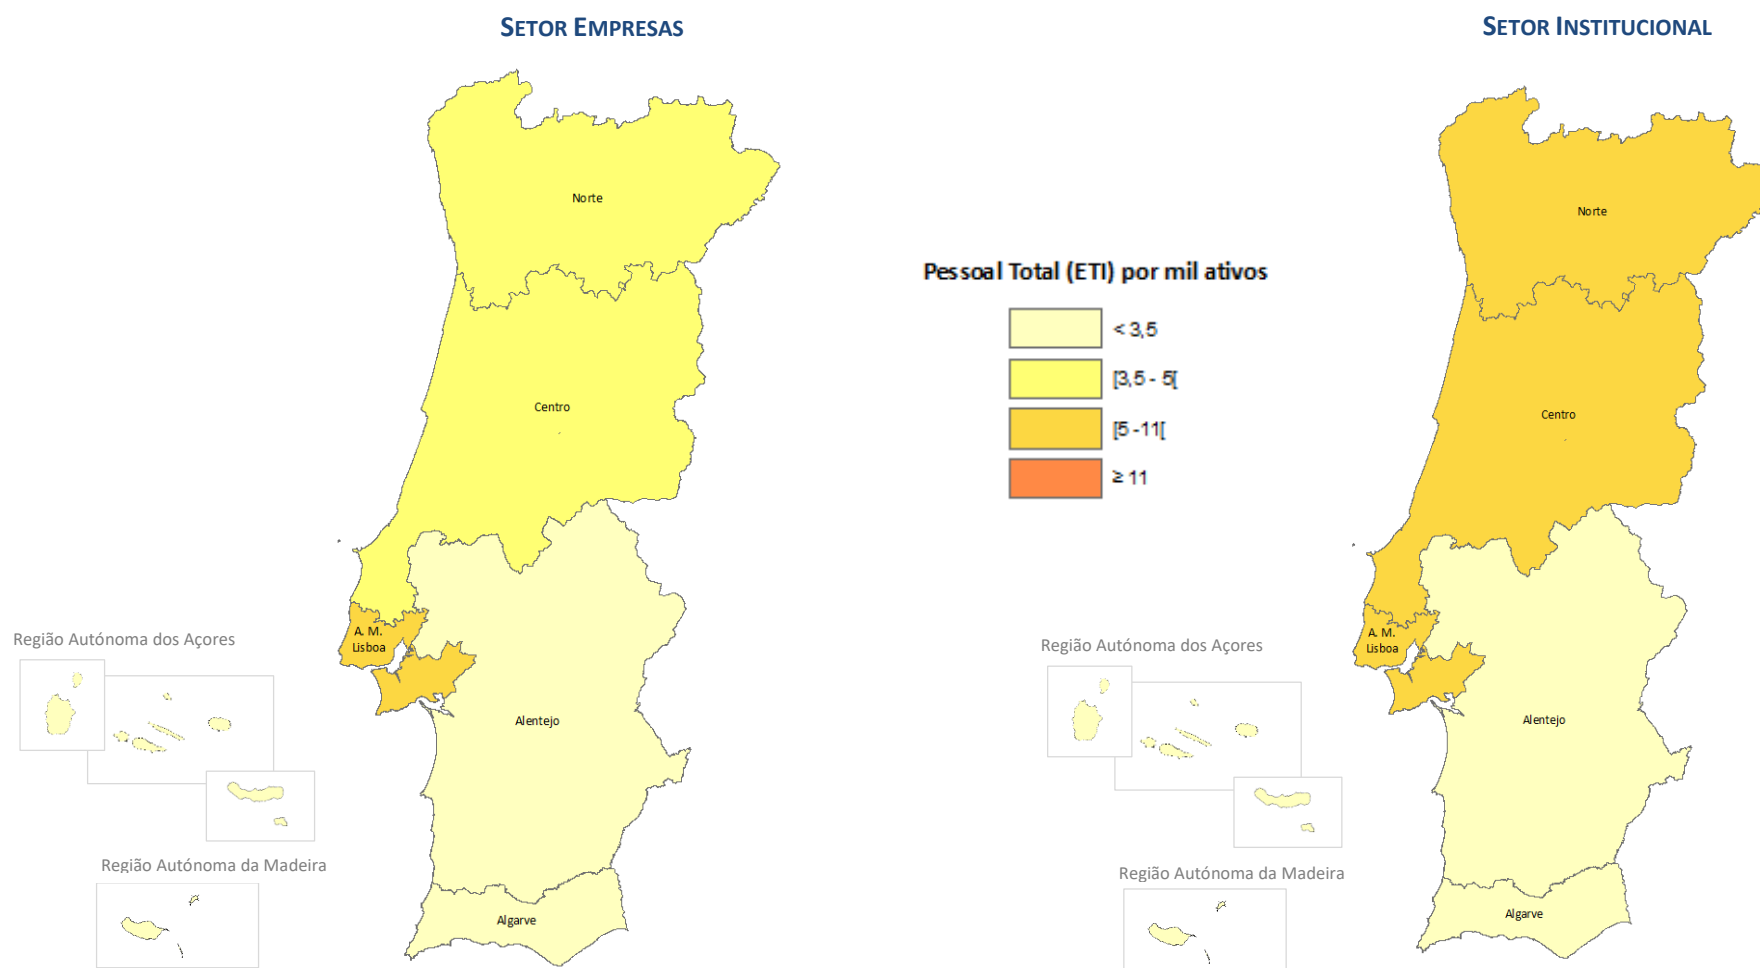 SETOR EMPRESAS
Norte
Centro
A. M.
Lisboa
Alentejo
Algarve
Região Autónoma dos Açores
Região Autónoma da Madeira
Pessoal Total (ETI) por mil ativos
< 3,5
[3,5 - 5[
[5 -11[
≥ 11
SETOR INSTITUCIONAL
Norte
Centro
A. M.
Lisboa
Alentejo
Algarve
Região Autónoma dos Açores
Região Autónoma da Madeira